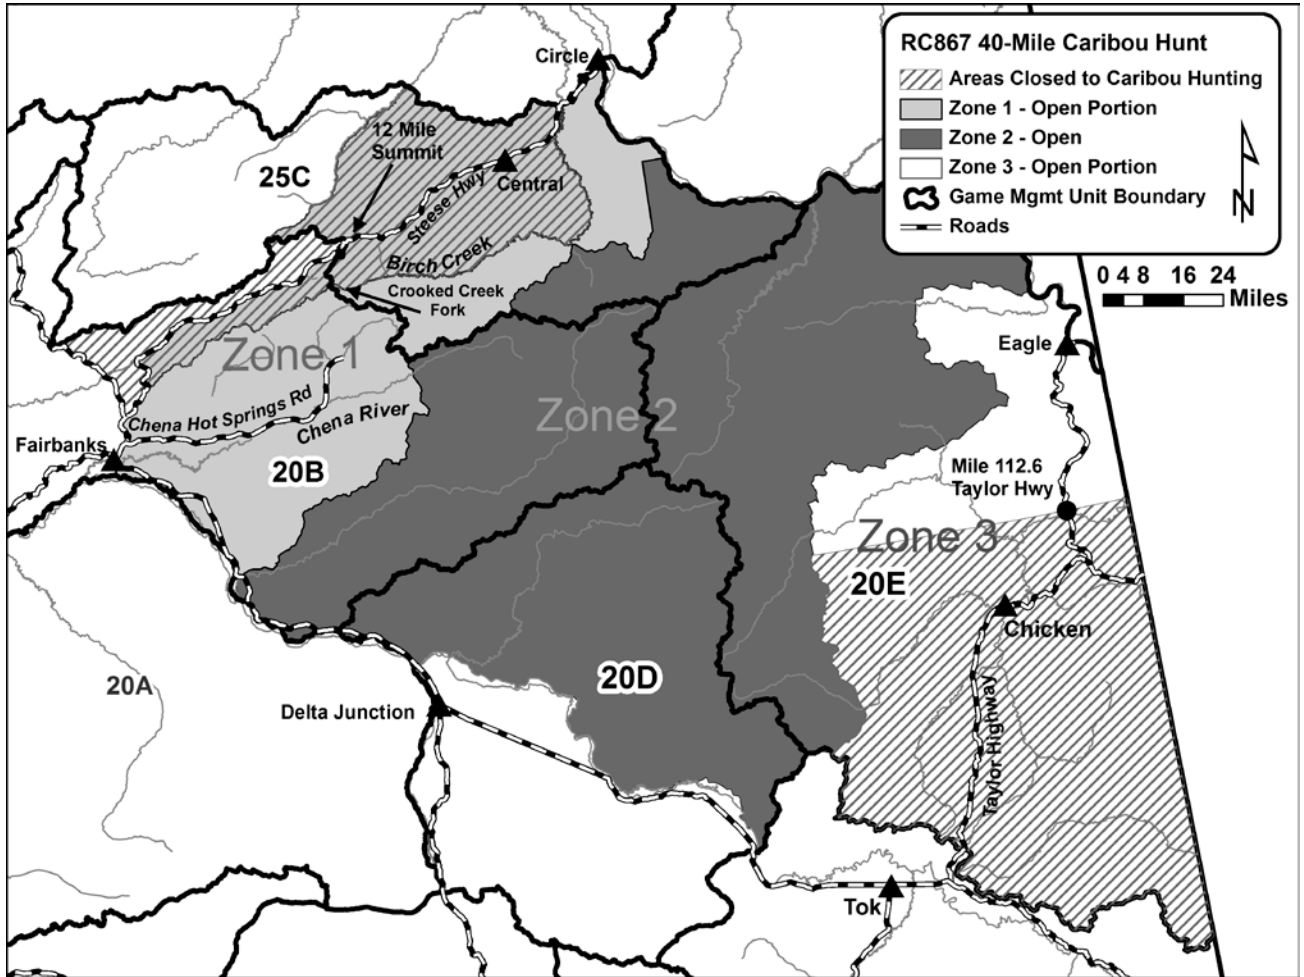 Circle
RC867 40-Mile Caribou Hunt
Areas Closed to Caribou Hunting
Zone 1 - Open Portion
Zone 2 - Open
Zone 3 - Open Portion
Game Mgmt Unit Boundary
Roads
N
12 Mile
Summit
25C
Central
Steese Hwy
Birch Creek
Crooked Creek
Fork
0 4 8 16 24
Miles
Eagle
Zone 1
Chena Hot Springs Rd
Chena River
Zone 2
Fairbanks
20B
Mile 112.6
Taylor Hwy
Zone 3
20E
Chicken
20A
20D
Delta Junction
Taylor Highway
Tok